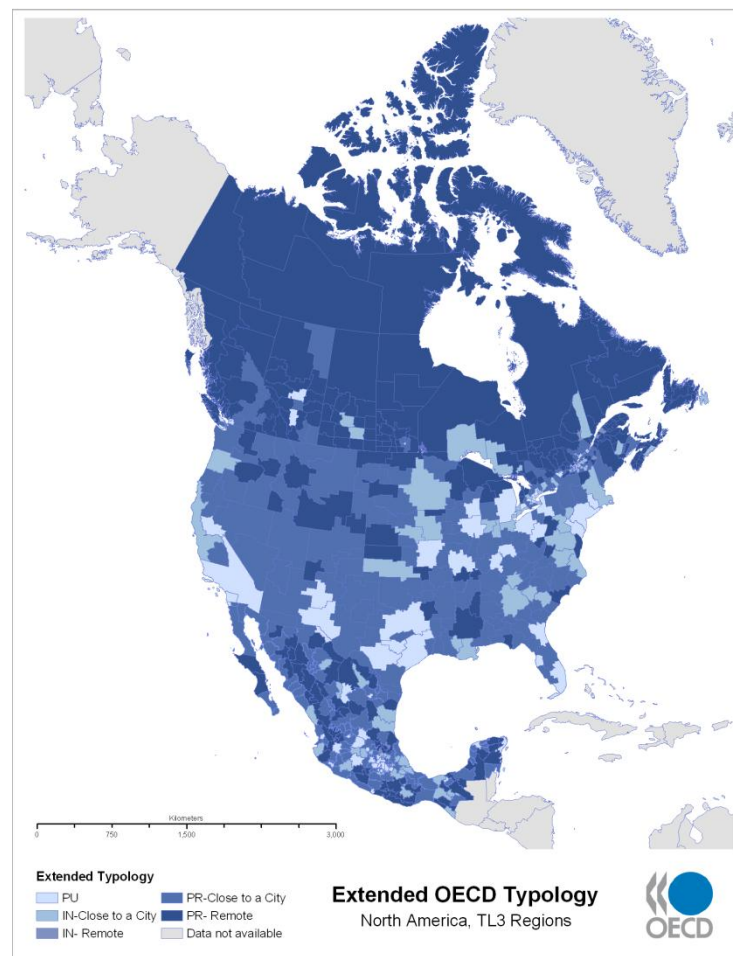 Kilometers
0 750 1,500 3,000
Extended Typology
PU
IN-Close to a City
IN- Remote
PR-Close to a City
PR- Remote
Data not available
Extended OECD Typology
North America, TL3 Regions
OECD